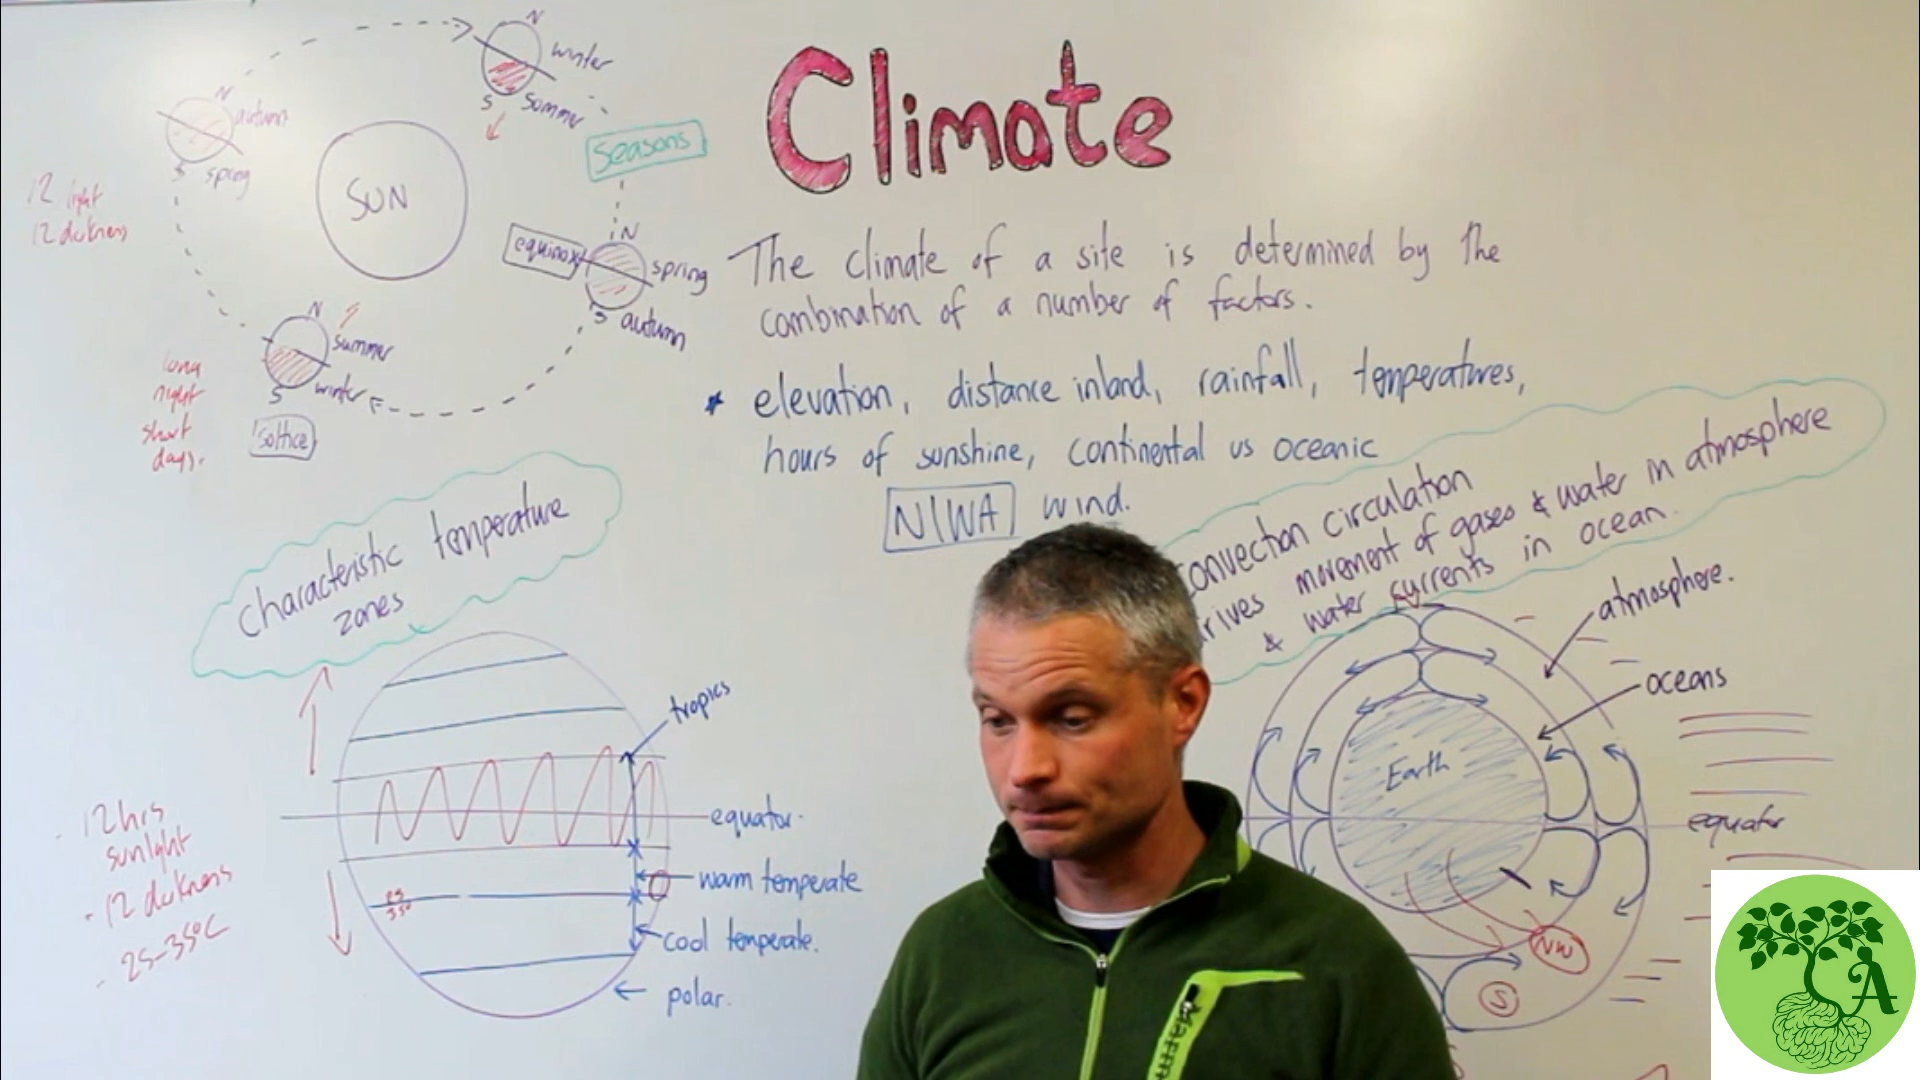 Climate
The climate of a site is determined by the
combination of a number of factors.
* elevation, distance inland, rainfall, temperatures,
hours of sunshine, continental vs oceanic
NIWA wind.
N
winter
S
summer
seasons
N
autumn
S
spring
SUN
12 light
12 darkness
equinox
N
spring
S
autumn
N
summer
S
winter
long
night
short
days.
Soltice
Characteristic temperature
zones
tropics
equator.
warm temperate
25
35°
cool temperate.
polar.
12hrs
sunlght
- 12 darkness
- 25-35°C
convection circulation
drives movement of gases & water in atmosphere
& water currents in ocean.
atmosphere.
oceans
Earth
equator
NW
S
A